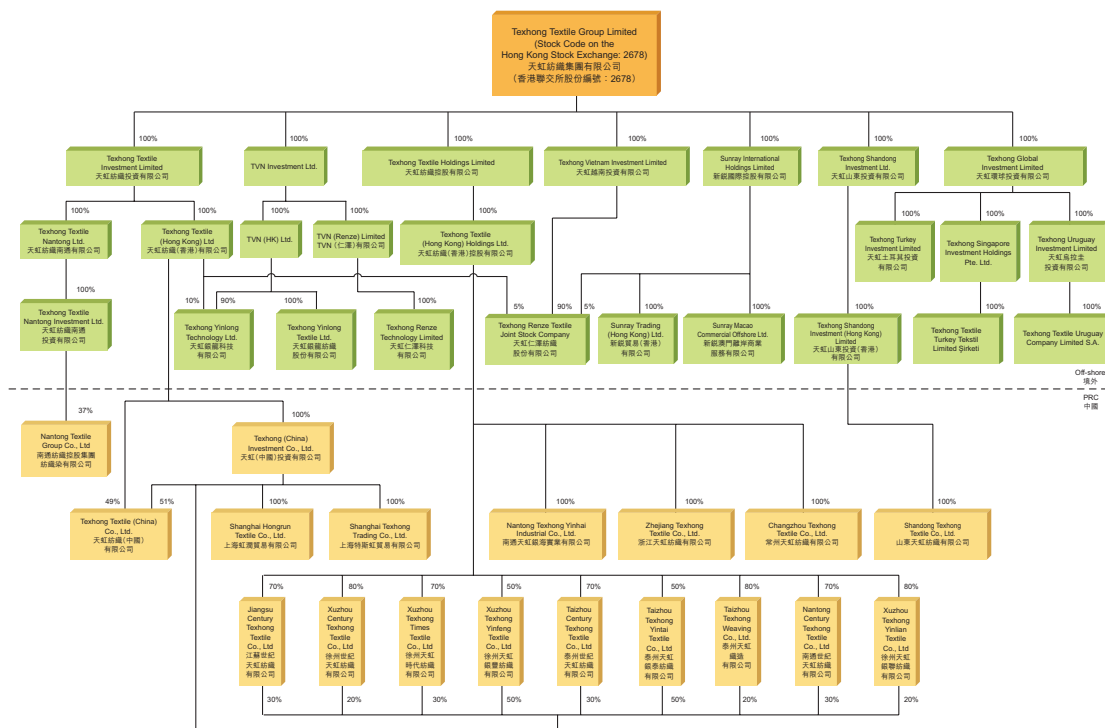 Texhong Textile Group Limited
(Stock Code on the
Hong Kong Stock Exchange: 2678)
天虹紡織集團有限公司
（香港聯交所股份編號：2678）
100%
100%
100%
100%
100%
100%
100%
Texhong Textile
Investment Limited
天虹紡織投資有限公司
TVN Investment Ltd.
Texhong Textile Holdings Limited
天虹紡織控股有限公司
Texhong Vietnam Investment Limited
天虹越南投資有限公司
Sunray International
Holdings Limited
新銳國際控股有限公司
Texhong Shandong
Investment Ltd.
天虹山東投資有限公司
Texhong Global
Investment Limited
天虹環球投資有限公司
100%
100%
100%
100%
100%
100%
100%
100%
Texhong Textile
Nantong Ltd.
天虹紡織南通有限公司
Texhong Textile
(Hong Kong) Ltd
天虹紡織（香港）有限公司
TVN (HK) Ltd.
TVN (Renze) Limited
TVN（仁澤）有限公司
Texhong Textile
(Hong Kong) Holdings Ltd.
天虹紡織（香港）控股有限公司
Texhong Turkey
Investment Limited
天虹土耳其投資
有限公司
Texhong Singapore
Investment Holdings
Pte. Ltd.
Texhong Uruguay
Investment Limited
天虹烏拉圭
投資有限公司
100%
10%
90%
100%
100%
5%
90%
5%
100%
100%
100%
100%
100%
Texhong Textile
Nantong Investment Ltd.
天虹紡織南通
投資有限公司
Texhong Yinlong
Technology Ltd.
天虹銀龍科技
有限公司
Texhong Yinlong
Textile Ltd.
天虹銀龍紡織
股份有限公司
Texhong Renze
Technology Limited
天虹仁澤科技
有限公司
Texhong Renze Textile
Joint Stock Company
天虹仁澤紡織
股份有限公司
Sunray Trading
(Hong Kong) Ltd.
新銳貿易（香港）
有限公司
Sunray Macao
Commercial Offshore Ltd.
新銳澳門離岸商業
服務有限公司
Texhong Shandong
Investment (Hong Kong)
Limited
天虹山東投資（香港）
有限公司
Texhong Textile
Turkey Tekstil
Limited Şirketi
Texhong Textile Uruguay
Company Limited S.A.
Off-shore
境外
PRC
中國
37%
100%
Nantong Textile
Group Co., Ltd
南通紡織控股集團
紡織染有限公司
Texhong (China)
Investment Co., Ltd.
天虹（中國）投資有限公司
49%
51%
100%
100%
100%
100%
100%
100%
Texhong Textile (China)
Co., Ltd.
天虹紡織（中國）
有限公司
Shanghai Hongrun
Textile Co., Ltd.
上海虹潤貿易有限公司
Shanghai Texhong
Trading Co., Ltd.
上海特斯虹貿易有限公司
Nantong Texhong Yinhai
Industrial Co., Ltd.
南通天虹銀海實業有限公司
Zhejiang Texhong
Textile Co., Ltd.
浙江天虹紡織有限公司
Changzhou Texhong
Textile Co., Ltd.
常州天虹紡織有限公司
Shandong Texhong
Textile Co., Ltd.
山東天虹紡織有限公司
70%
80%
70%
50%
70%
50%
80%
70%
80%
Jiangsu
Century
Texhong
Textile
Co., Ltd
江蘇世紀
天虹紡織
有限公司
Xuzhou
Century
Texhong
Textile
Co., Ltd
徐州世紀
天虹紡織
有限公司
Xuzhou
Texhong
Times
Textile
Co., Ltd
徐州天虹
時代紡織
有限公司
Xuzhou
Texhong
Yinfeng
Textile
Co., Ltd
徐州天虹
銀豐紡織
有限公司
Taizhou
Century
Texhong
Textile
Co., Ltd
泰州世紀
天虹紡織
有限公司
Taizhou
Texhong
Yintai
Textile
Co., Ltd
泰州天虹
銀泰紡織
有限公司
Taizhou
Texhong
Weaving
Co., Ltd.
泰州天虹
織造
有限公司
Nantong
Century
Texhong
Textile
Co., Ltd
南通世紀
天虹紡織
有限公司
Xuzhou
Texhong
Yinlian
Textile
Co., Ltd
徐州天虹
銀聯紡織
有限公司
30%
20%
30%
50%
30%
50%
20%
30%
20%